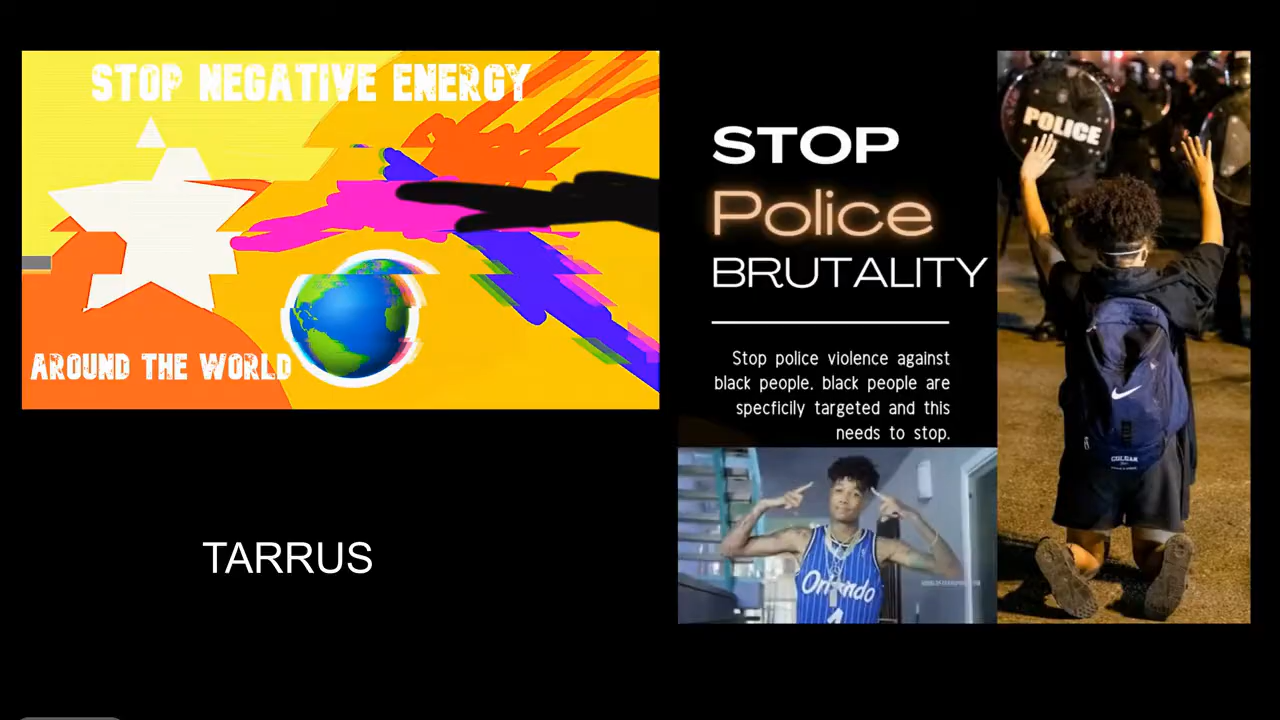 STOP NEGATIVE ENERGY
AROUND THE WORLD
TARRUS
STOP
Police
BRUTALITY
Stop police violence against
black people. black people are
specficily targeted and this
needs to stop.
Orlando
POLICE